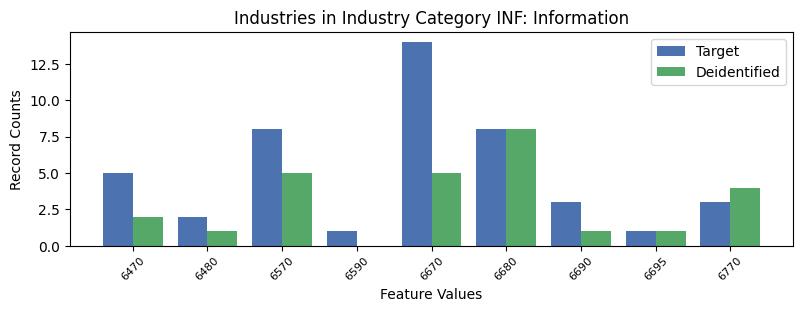 Industries in Industry Category INF: Information
Target
Deidentified
Record Counts
12.5
10.0
7.5
5.0
2.5
0.0
6470 6480 6570 6590 6670 6680 6690 6695 6770
Feature Values